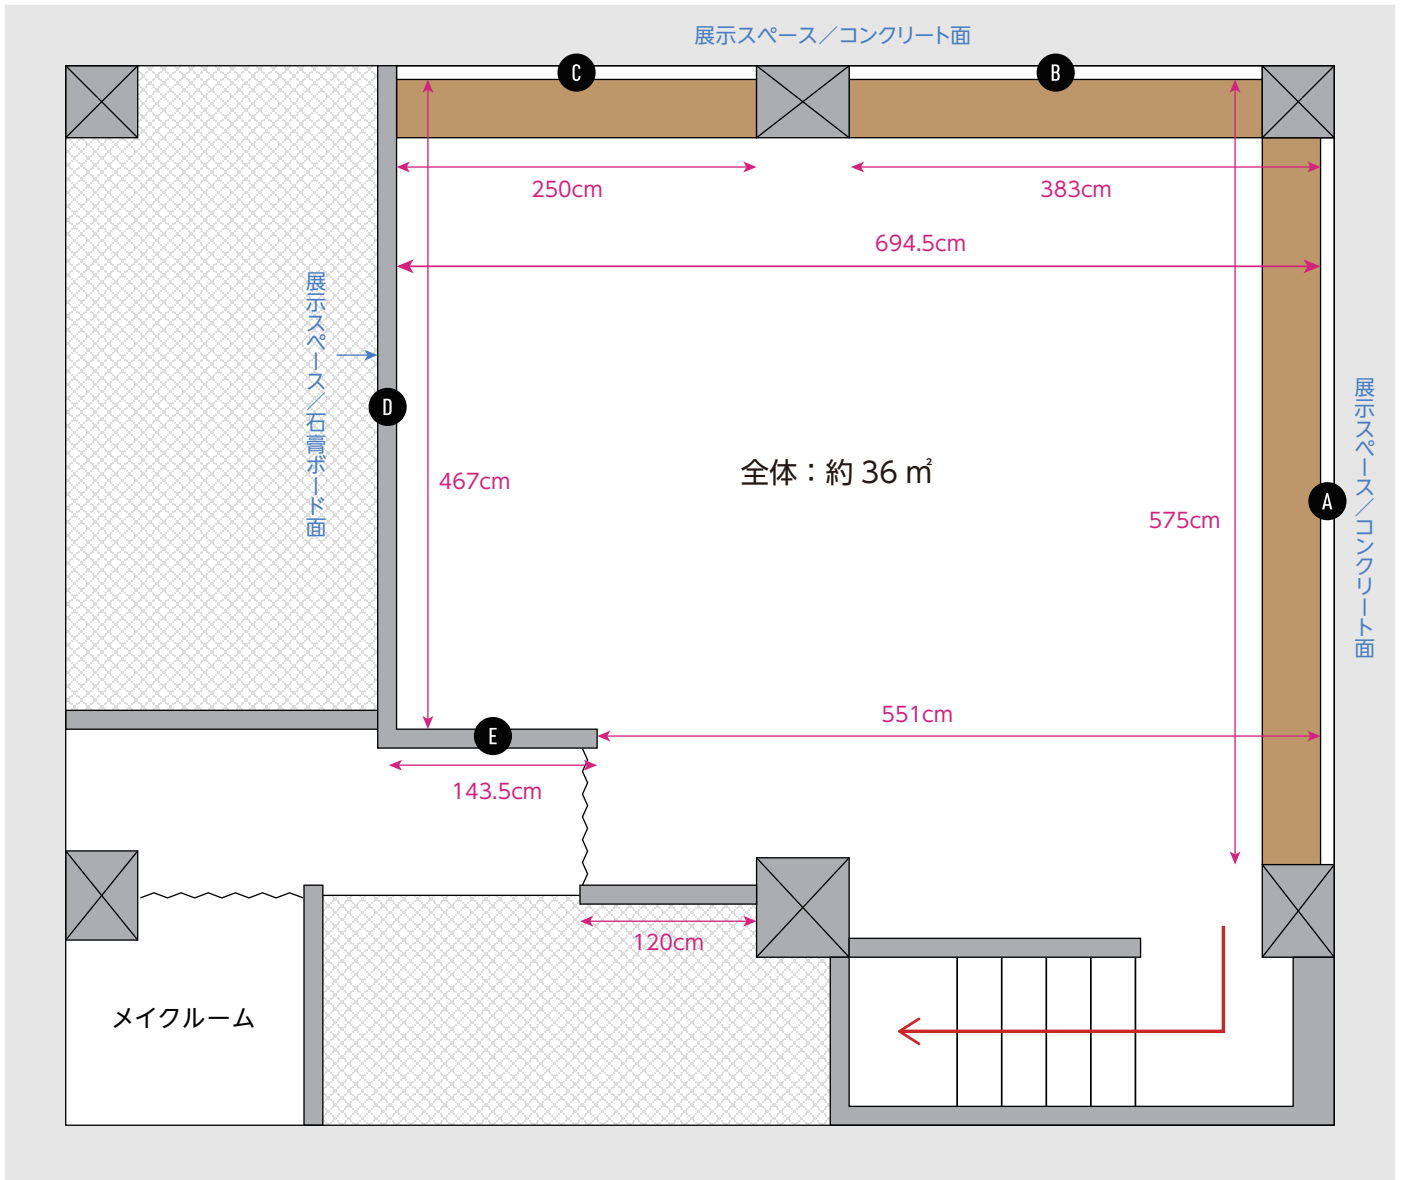 展示スペース／コンクリート面
C
B
250cm
383cm
694.5cm
展示スペース／石膏ボード面
D
467cm
全体：約 36 ㎡
575cm
A
展示スペース／コンクリート面
E
551cm
143.5cm
120cm
メイクルーム